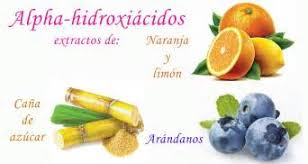 Alpha-hidroxiácidos
extractos de:
Naranja
y
limón
Caña
de
azúcar
Arándanos